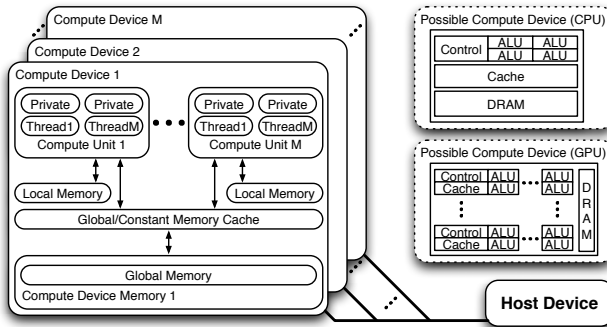 Compute Device M
Compute Device 2
Compute Device 1
Private Private Private Private
Thread1 ThreadM Thread1 ThreadM
Compute Unit 1 Compute Unit M
Local Memory Local Memory
Global/Constant Memory Cache
Global Memory
Compute Device Memory 1
Possible Compute Device (CPU)
Control ALU ALU
ALU ALU
Cache
DRAM
Possible Compute Device (GPU)
Control ALU ALU
Cache ALU ALU
Control ALU ALU
Cache ALU ALU
D
R
A
M
Host Device